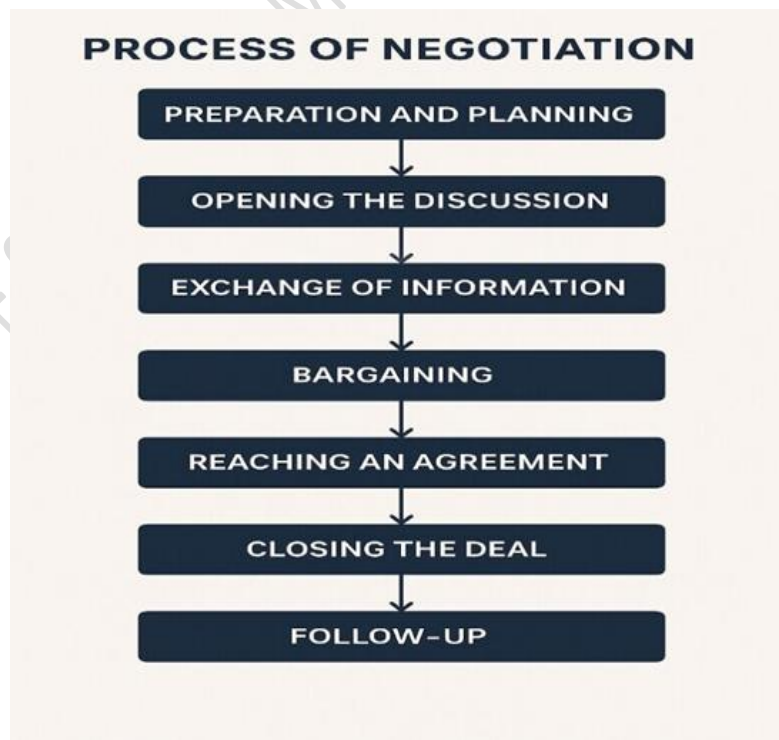 PROCESS OF NEGOTIATION
PREPARATION AND PLANNING
OPENING THE DISCUSSION
EXCHANGE OF INFORMATION
BARGAINING
REACHING AN AGREEMENT
CLOSING THE DEAL
FOLLOW-UP